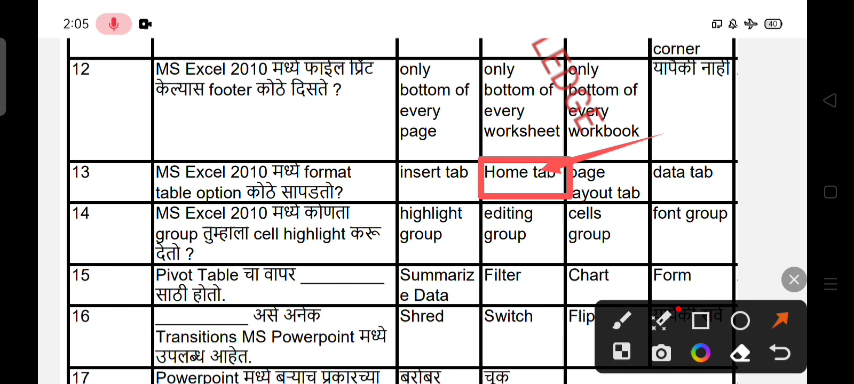 2:05
40
corner
12 MS Excel 2010 मध्ये फाईल प्रिंट only only only यापैकी नाही
केल्यास footer कोठे दिसते ? bottom of bottom of bottom of
every every every
page worksheet workbook
LEDGE
13 MS Excel 2010 मध्ये format insert tab Home tab page data tab
table option कोठे सापडतो? layout tab
14 MS Excel 2010 मध्ये कोणता highlight editing cells font group
group तुम्हाला cell highlight करू group group group
देतो ?
15 Pivot Table चा वापर __________ Summariz Filter Chart Form
साठी होतो. e Data
16 __________ असे अनेक Shred Switch Flip
Transitions MS Powerpoint मध्ये
उपलब्ध आहेत.
17 Powerpoint मध्ये बऱ्याच प्रकारच्या बरोबर चूक